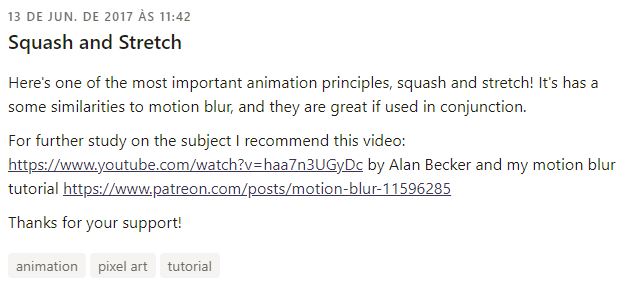 13 DE JUN. DE 2017 ÀS 11:42
Squash and Stretch
Here's one of the most important animation principles, squash and stretch! It's has a
some similarities to motion blur, and they are great if used in conjunction.
For further study on the subject I recommend this video:
https://www.youtube.com/watch?v=haa7n3UGyDc by Alan Becker and my motion blur
tutorial https://www.patreon.com/posts/motion-blur-11596285
Thanks for your support!
animation pixel art tutorial